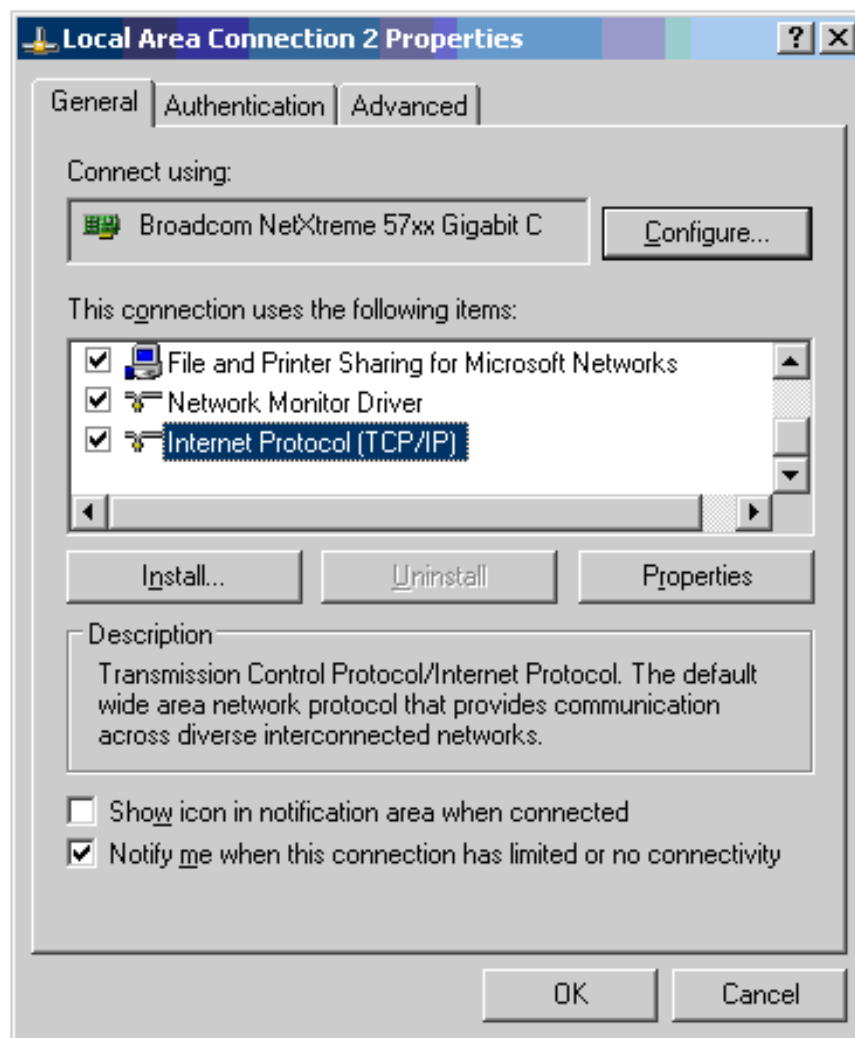 Local Area Connection 2 Properties
General
Authentication
Advanced
Connect using:
Broadcom NetXtreme 57xx Gigabit C
Configure...
This connection uses the following items:
File and Printer Sharing for Microsoft Networks
Network Monitor Driver
Internet Protocol (TCP/IP)
Install...
Uninstall
Properties
Description
Transmission Control Protocol/Internet Protocol. The default
wide area network protocol that provides communication
across diverse interconnected networks.
Show icon in notification area when connected
Notify me when this connection has limited or no connectivity
OK
Cancel